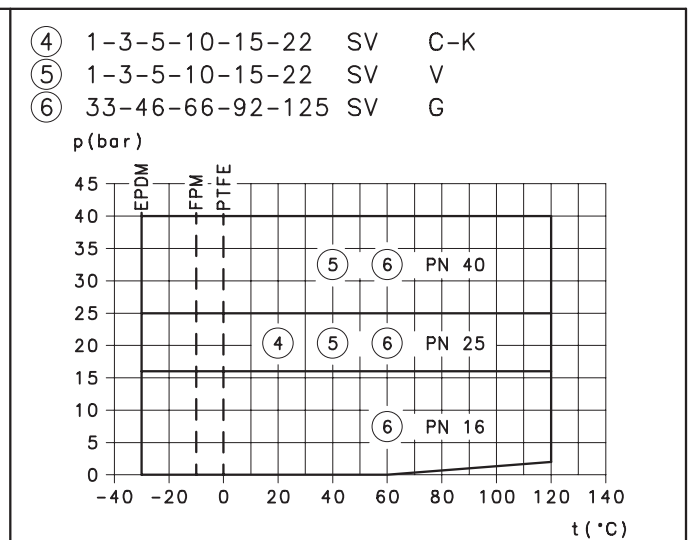 ④ 1-3-5-10-15-22 SV C-K
⑤ 1-3-5-10-15-22 SV V
⑥ 33-46-66-92-125 SV G
p(bar)
EPDM
FPM
PTFE
45
40
35
⑤ ⑥ PN 40
30
25
20
④ ⑤ ⑥ PN 25
15
10
⑥ PN 16
5
0
-40 -20 0 20 40 60 80 100 120 140
t(°C)